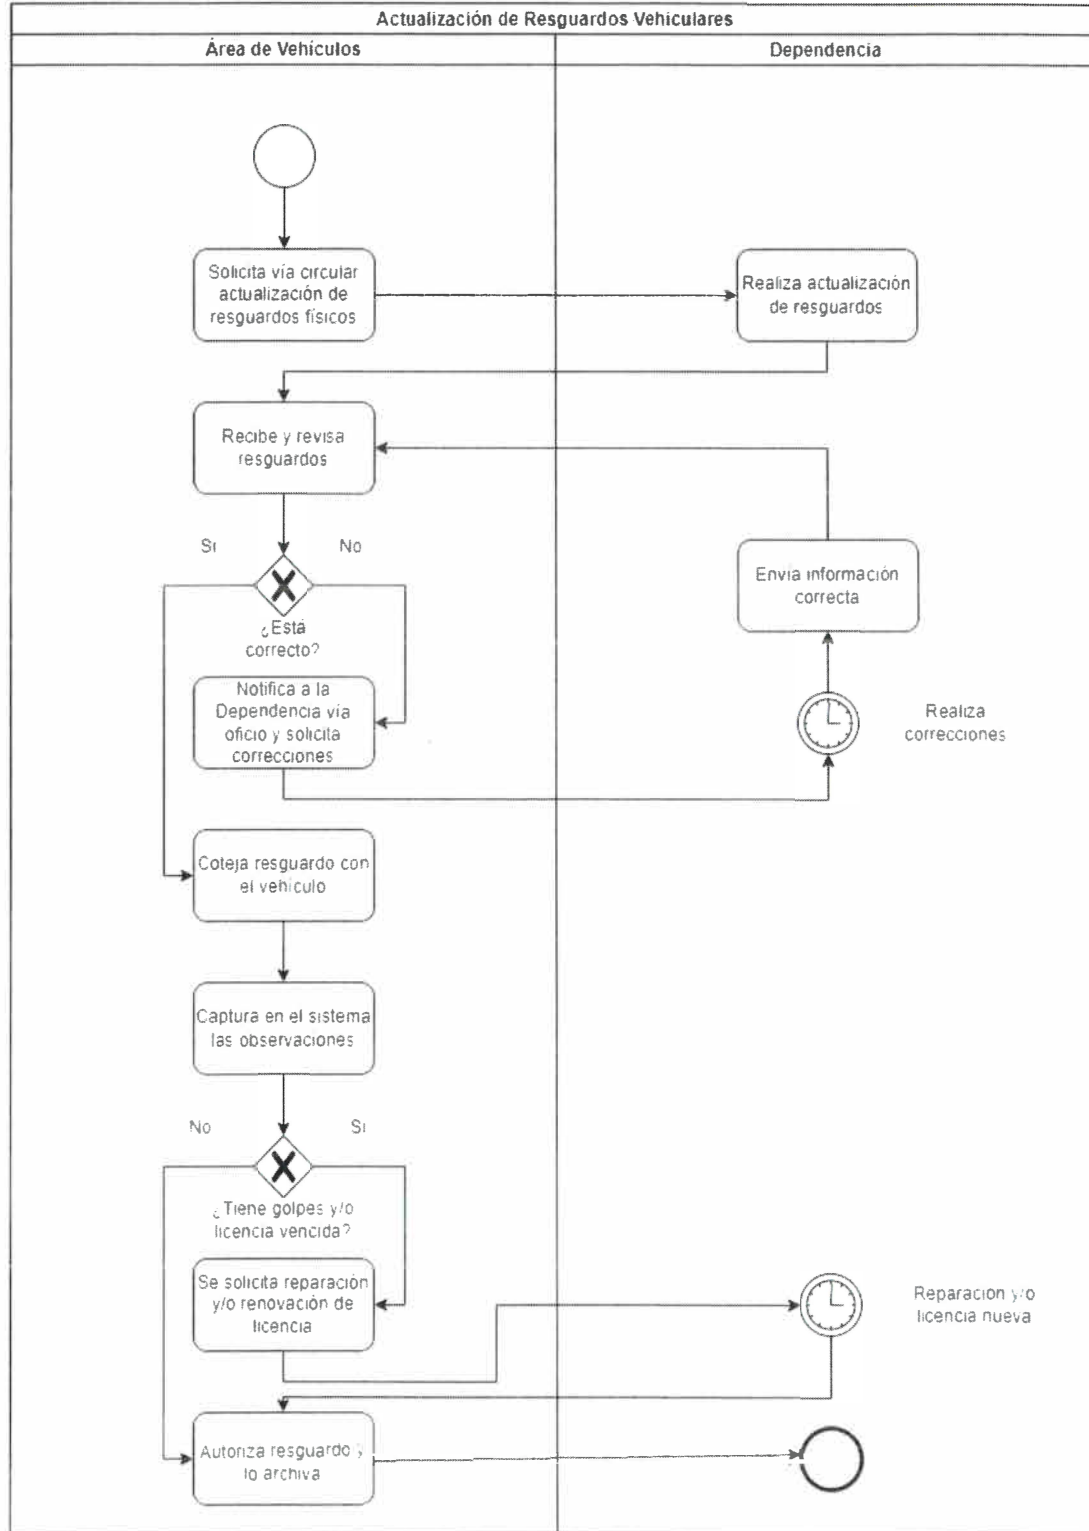 Actualización de Resguardos Vehiculares
Área de Vehículos
Dependencia
Solicita vía circular
actualización de
resguardos físicos
Realiza actualización
de resguardos
Recibe y revisa
resguardos
Si
No
¿Está
correcto?
Envía información
correcta
Notifica a la
Dependencia vía
oficio y solicita
correcciones
Realiza
correcciones
Coteja resguardo con
el vehículo
Captura en el sistema
las observaciones
No
Si
¿Tiene golpes y/o
licencia vencida?
Se solicita reparación
y/o renovación de
licencia
Reparación y/o
licencia nueva
Autoriza resguardo y
lo archiva